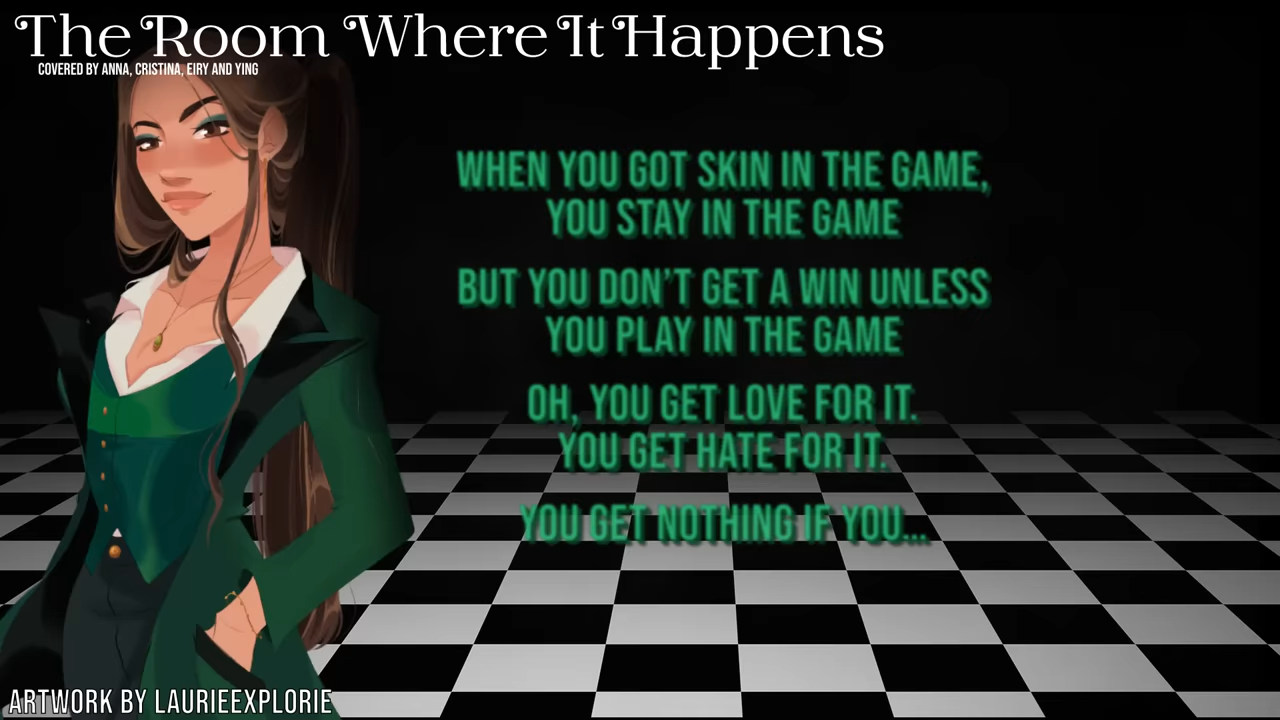 The Room Where It Happens
COVERED BY ANNA, CRISTINA, EIRY AND YING
WHEN YOU GOT SKIN IN THE GAME,
YOU STAY IN THE GAME
BUT YOU DON'T GET A WIN UNLESS
YOU PLAY IN THE GAME
OH, YOU GET LOVE FOR IT.
YOU GET HATE FOR IT.
YOU GET NOTHING IF YOU...
ARTWORK BY LAURIEEXPLORIE